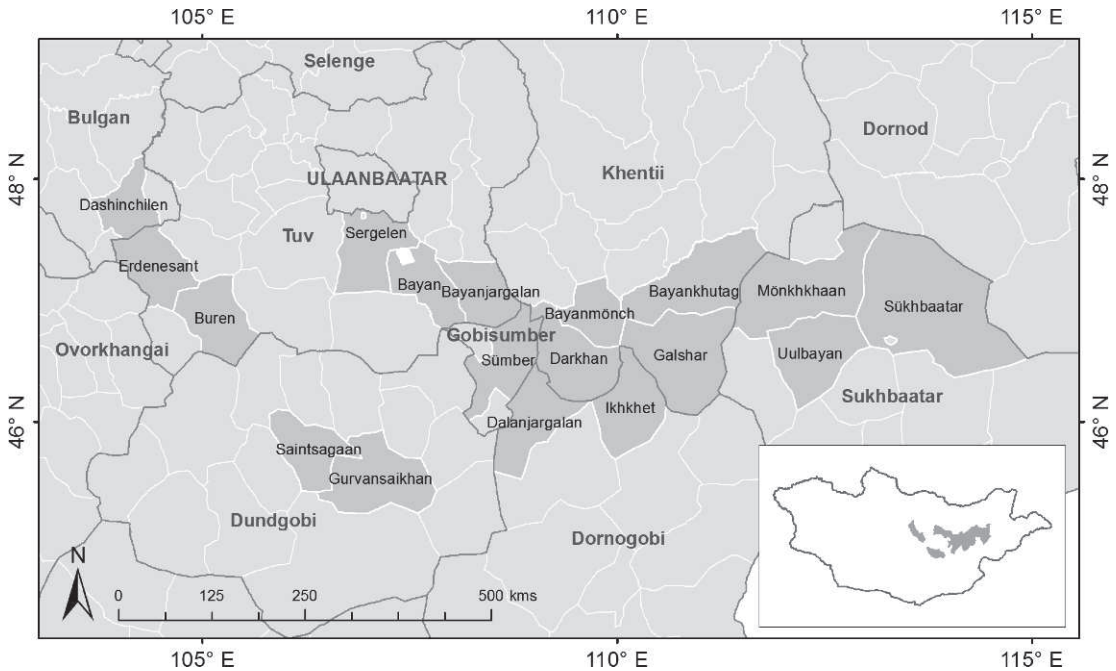 105° E 110° E 115° E
Selenge
Bulgan
Dornod
Khentii
48° N 48° N
ULAANBAATAR
Dashinchilen
Tuv
Sergelen
Erdenesant
Bayan
Bayanjargalan
Bayankhutag
Mönkhkhaan
Sükhbaatar
Buren
Bayanmönch
Gobisumber
Ovorkhangai
Sümber
Darkhan
Galshar
Uulbayan
Sukhbaatar
46° N 46° N
Dalanjargalan
Ikhkhet
Saintsagaan
Gurvansaikhan
Dundgobi
Dornogobi
N
0 125 250 500 kms
105° E 110° E 115° E